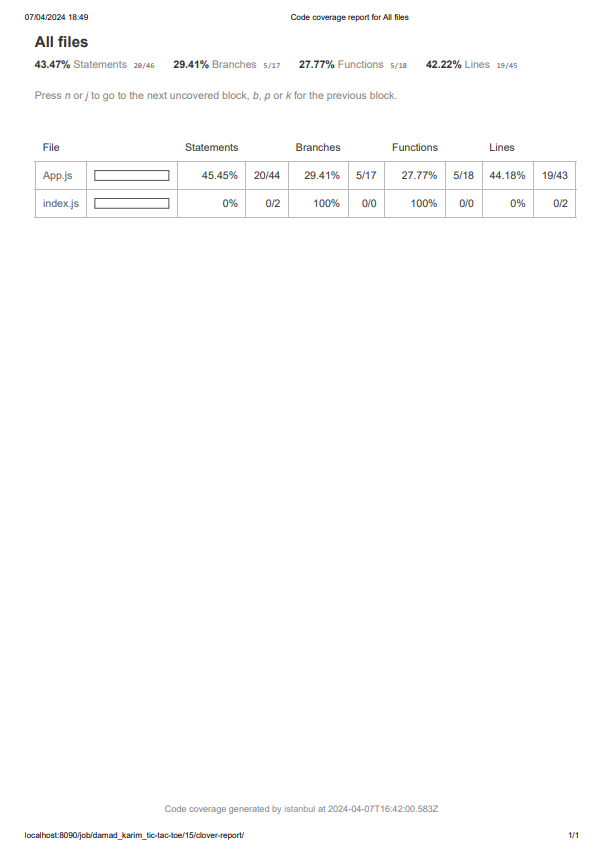 07/04/2024 18:49 Code coverage report for All files
All files
43.47% Statements 20/46 29.41% Branches 5/17 27.77% Functions 5/18 42.22% Lines 19/45
Press n or j to go to the next uncovered block, b, p or k for the previous block.
File Statements Branches Functions Lines
App.js 45.45% 20/44 29.41% 5/17 27.77% 5/18 44.18% 19/43
index.js 0% 0/2 100% 0/0 100% 0/0 0% 0/2
Code coverage generated by istanbul at 2024-04-07T16:42:00.583Z
localhost:8090/job/damad_karim_tic-tac-toe/15/clover-report/ 1/1